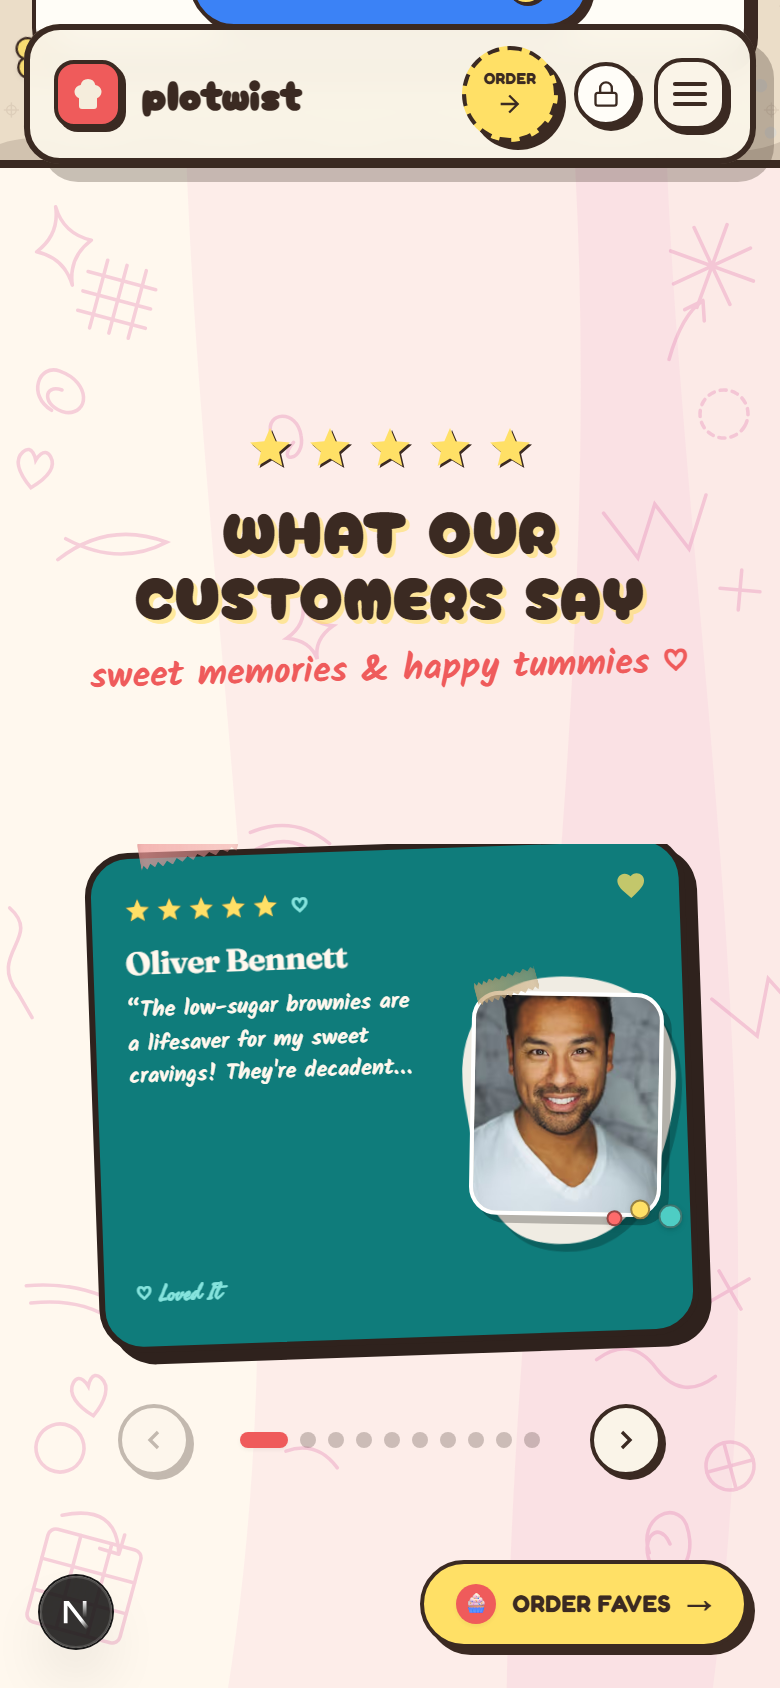 plotwist
ORDER
→
WHAT OUR
CUSTOMERS SAY
sweet memories & happy tummies ♡
Oliver Bennett
“The low-sugar brownies are
a lifesaver for my sweet
cravings! They're decadent...
♡ Loved It
N
ORDER FAVES →